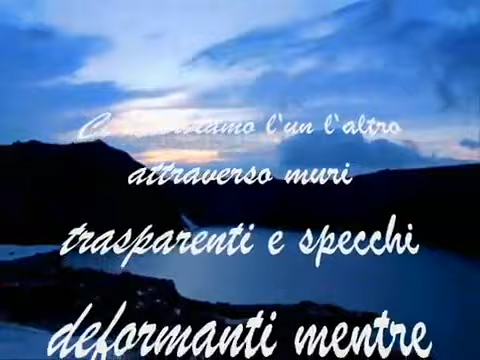 l'un l'altro
attraverso muri
trasparenti e specchi
deformanti mentre